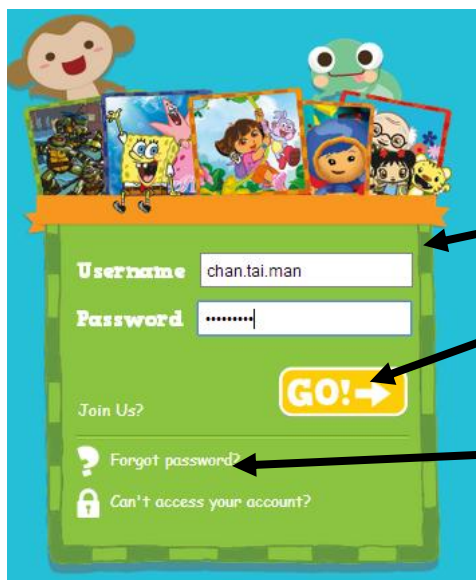 Username chan.tai.man
Password •••••••••
GO!
Join Us?
Forgot password?
Can't access your account?